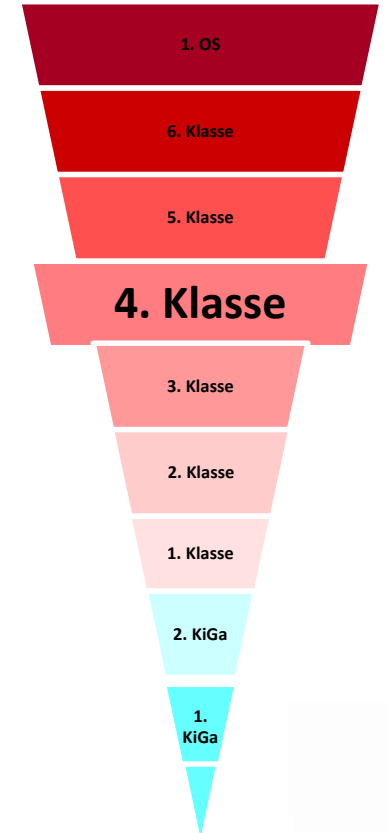 1. OS
6. Klasse
5. Klasse
4. Klasse
3. Klasse
2. Klasse
1. Klasse
2. KiGa
1.
KiGa